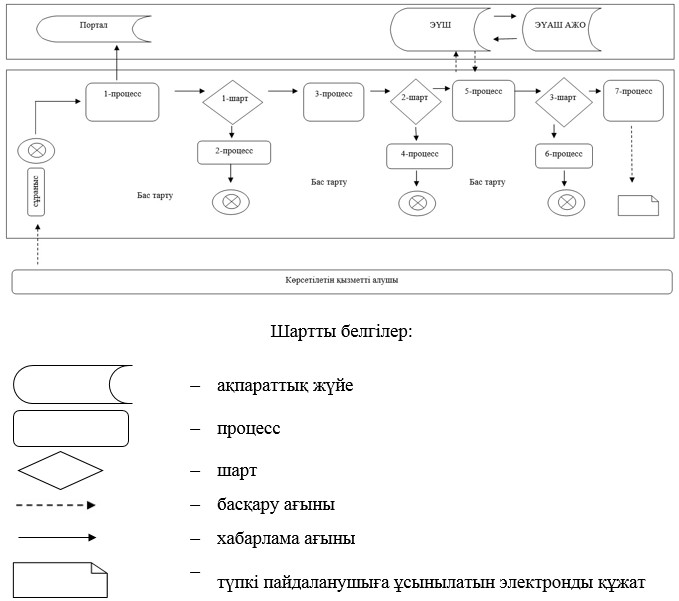 Портал ЭҮШ ЭҮАШ АЖО
1-процесс 1-шарт 3-процесс 2-шарт 5-процесс 3-шарт 7-процесс
2-процесс 4-процесс 6-процесс
сұраныс
Бас тарту Бас тарту Бас тарту
Көрсетілетін қызметті алушы
Шартты белгілер:
– ақпараттық жүйе
– процесс
– шарт
– басқару ағыны
– хабарлама ағыны
– түпкі пайдаланушыға ұсынылатын электронды құжат